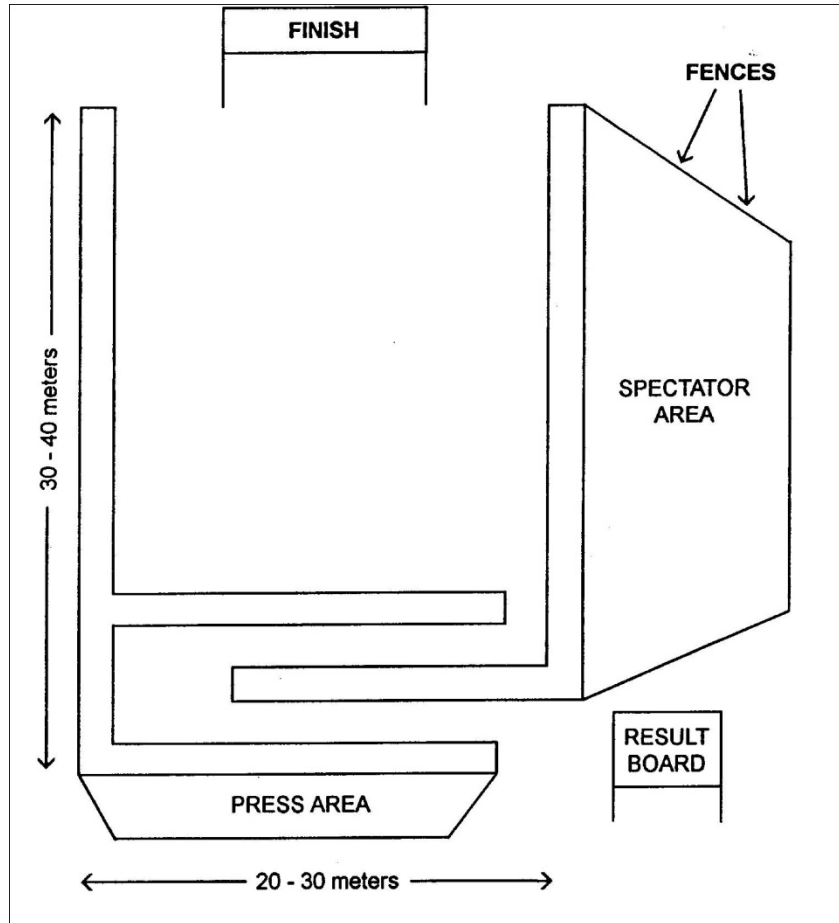 FINISH
FENCES
30 - 40 meters
SPECTATOR
AREA
RESULT
BOARD
PRESS AREA
20 - 30 meters